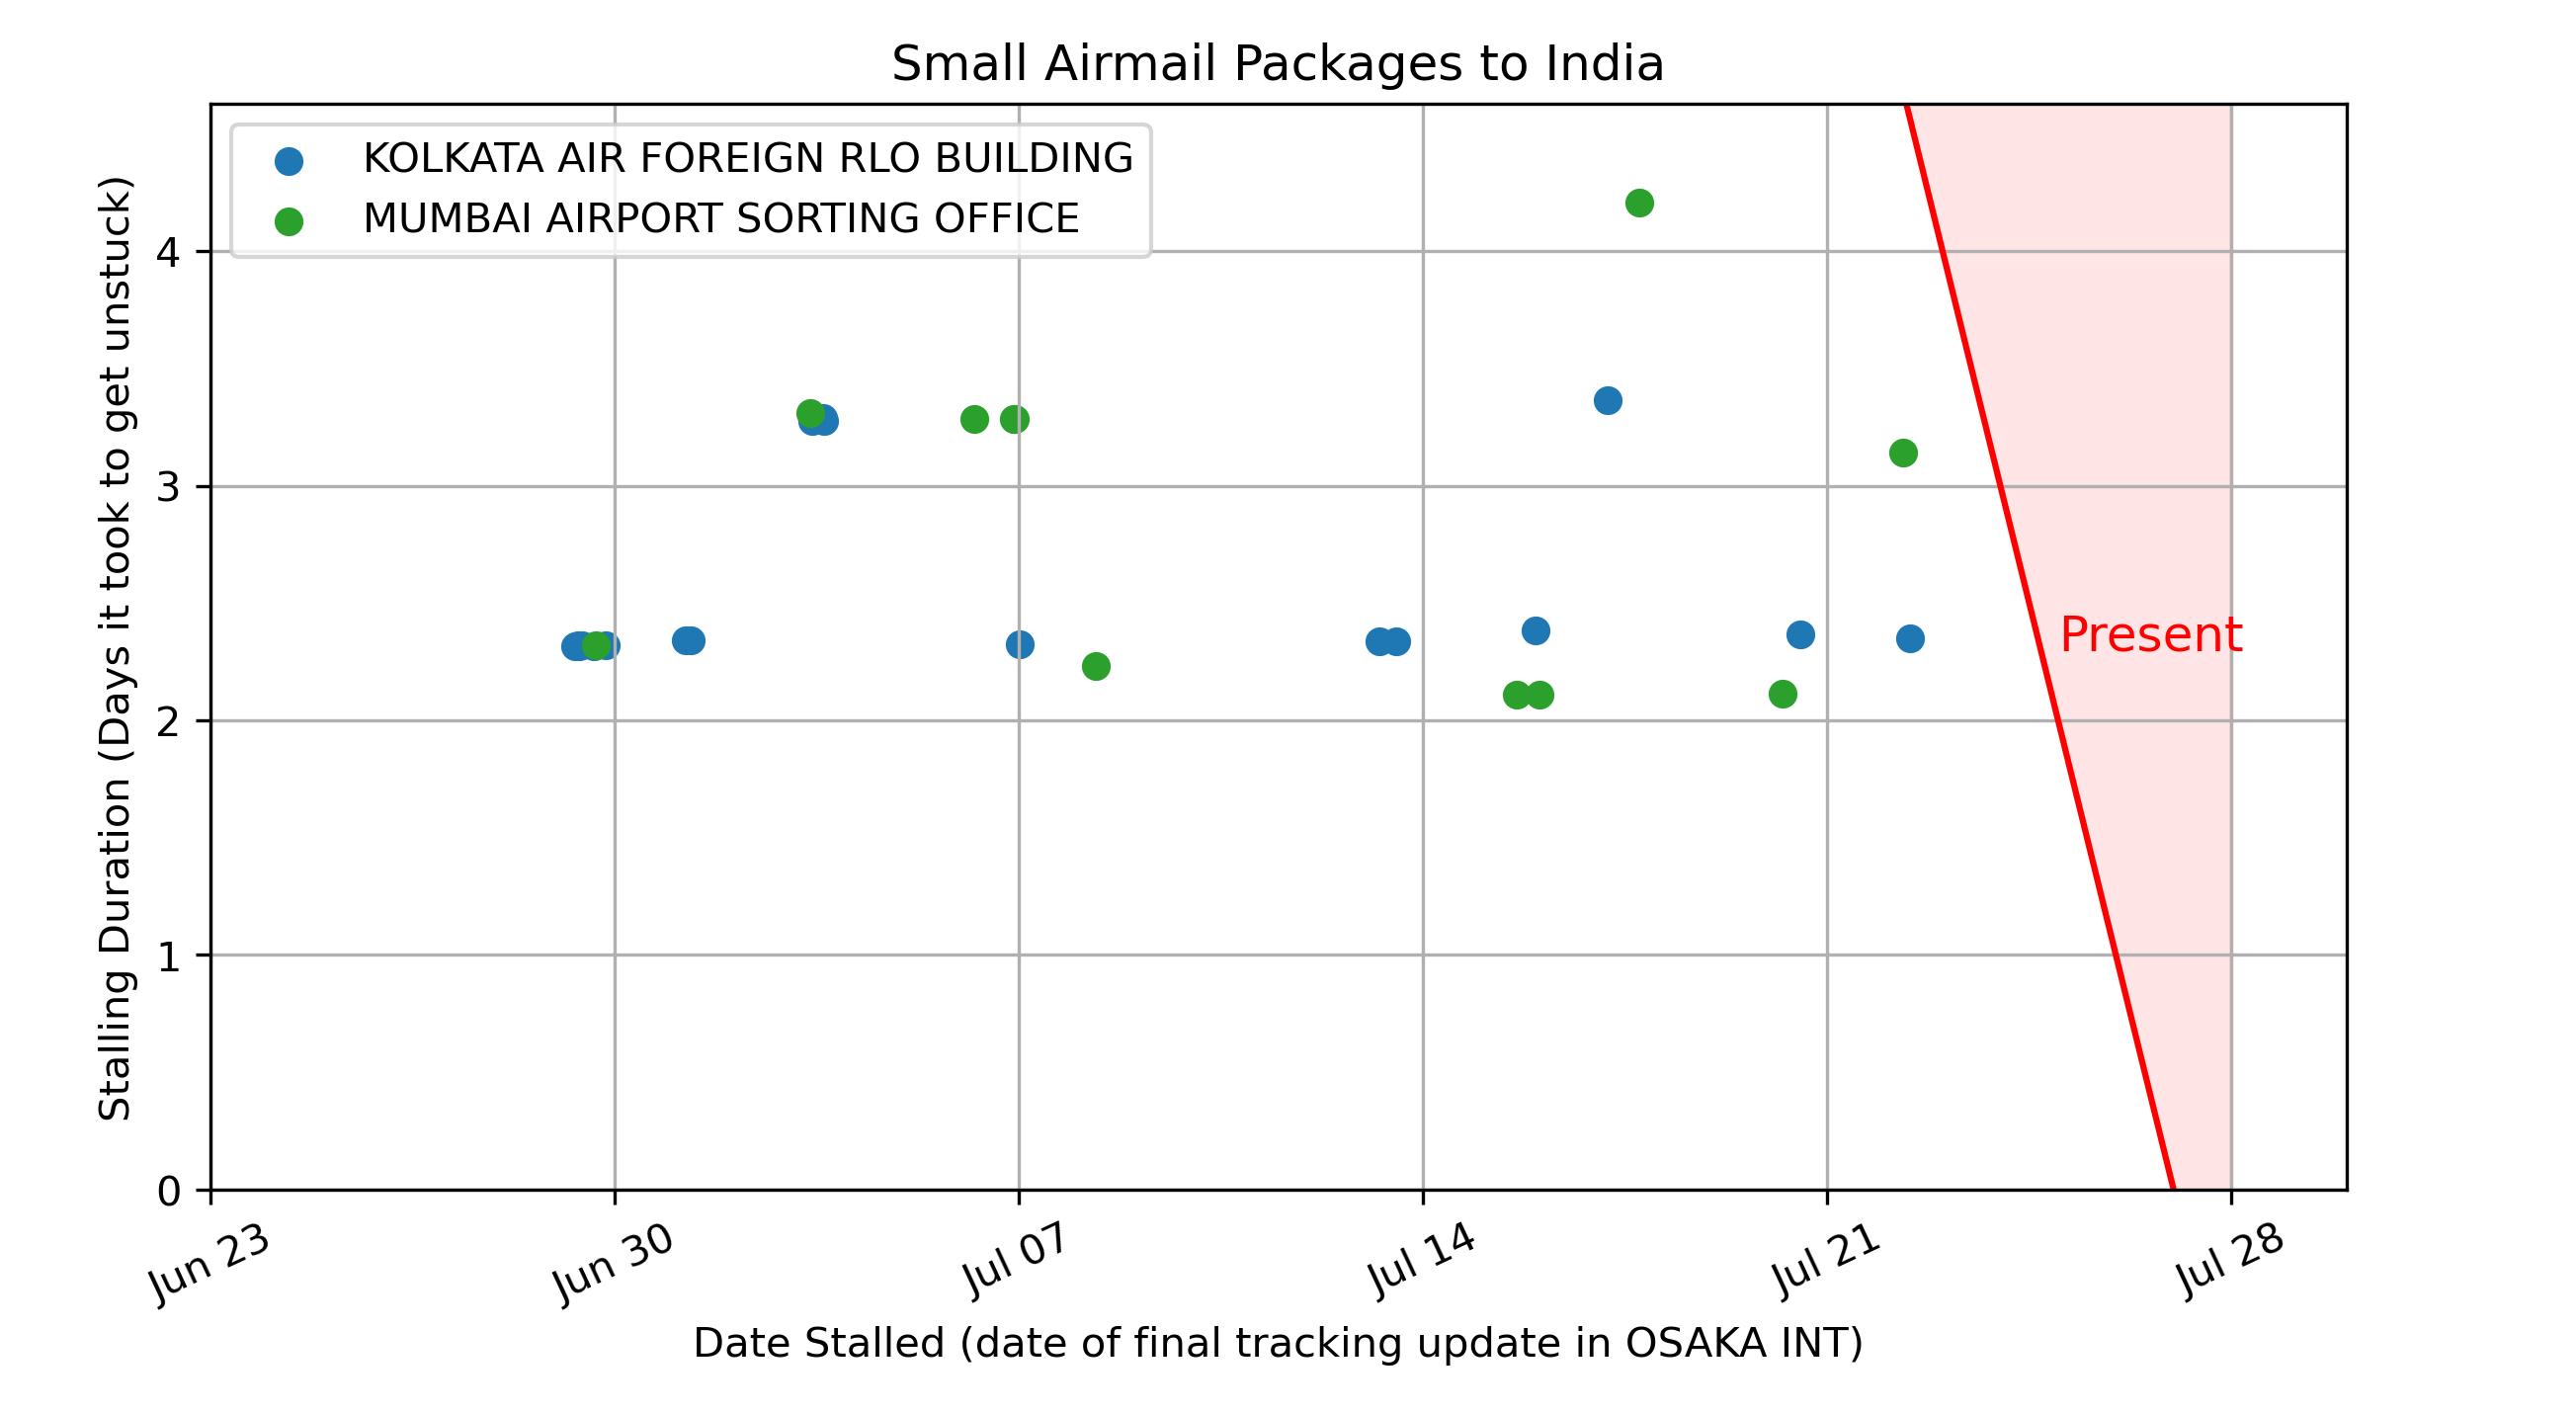 Small Airmail Packages to India
KOLKATA AIR FOREIGN RLO BUILDING
MUMBAI AIRPORT SORTING OFFICE
Stalling Duration (Days it took to get unstuck)
4
3
2
1
0
Present
Jun 23
Jun 30
Jul 07
Jul 14
Jul 21
Jul 28
Date Stalled (date of final tracking update in OSAKA INT)